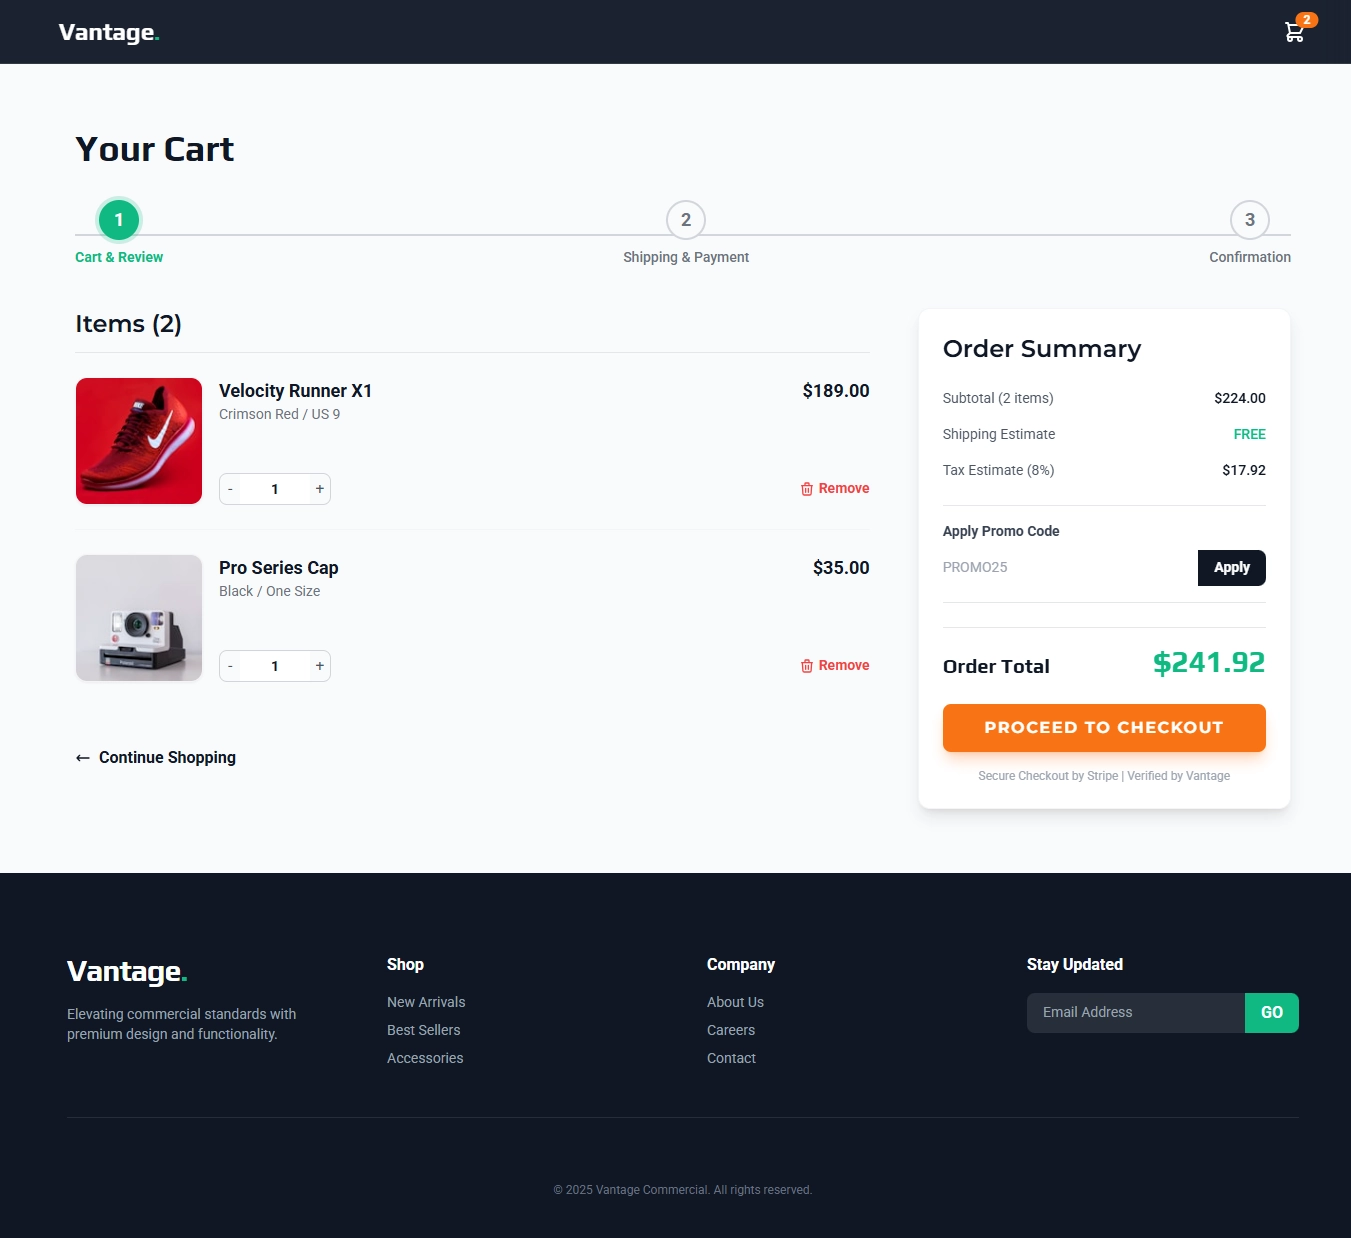 Vantage.
2
Your Cart
1
2
3
Cart & Review
Shipping & Payment
Confirmation
Items (2)
Velocity Runner X1
$189.00
Crimson Red / US 9
- 1 +
Remove
Pro Series Cap
$35.00
Black / One Size
- 1 +
Remove
← Continue Shopping
Order Summary
Subtotal (2 items) $224.00
Shipping Estimate FREE
Tax Estimate (8%) $17.92
Apply Promo Code
PROMO25 Apply
Order Total $241.92
PROCEED TO CHECKOUT
Secure Checkout by Stripe | Verified by Vantage
Vantage.
Elevating commercial standards with
premium design and functionality.
Shop
New Arrivals
Best Sellers
Accessories
Company
About Us
Careers
Contact
Stay Updated
Email Address GO
© 2025 Vantage Commercial. All rights reserved.